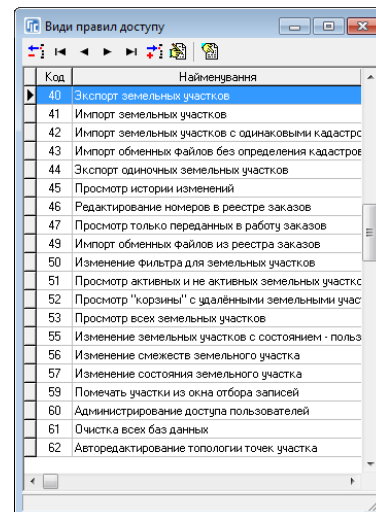 Види правил доступу
Код Найменування
40 Экспорт земельных участков
41 Импорт земельных участков
42 Импорт земельных участков с одинаковыми кадастро
43 Импорт обменных файлов без определения кадастров
44 Экспорт одиночных земельных участков
45 Просмотр истории изменений
46 Редактирование номеров в реестре заказов
47 Просмотр только переданных в работу заказов
49 Импорт обменных файлов из реестра заказов
50 Изменение фильтра для земельных участков
51 Просмотр активных и не активных земельных участко
52 Просмотр "корзины" с удалёнными земельными учас
53 Просмотр всех земельных участков
55 Изменение земельных участков с состоянием - польз
56 Изменение смежеств земельного участка
57 Изменение состояния земельного участка
59 Помечать участки из окна отбора записей
60 Администрирование доступа пользователей
61 Очистка всех баз данных
62 Авторедактирование топологии точек участка